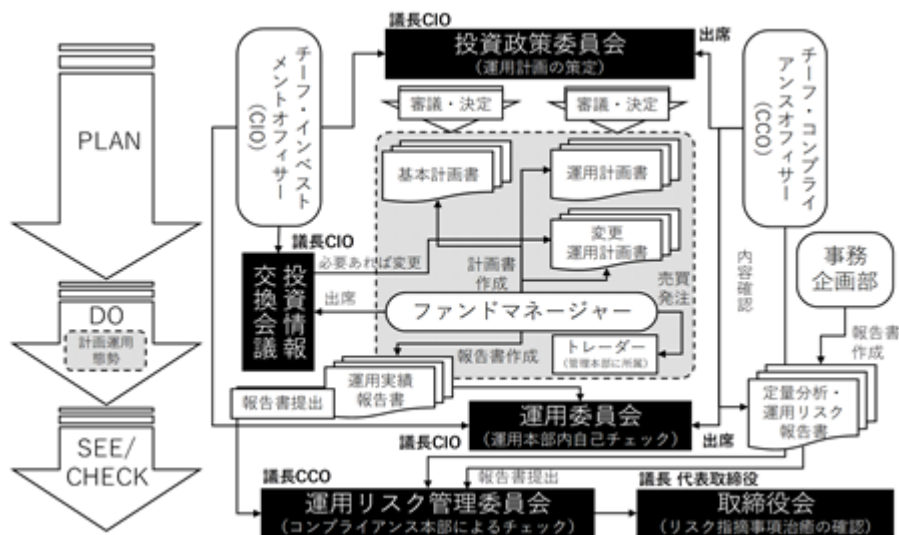 議長CIO
投資政策委員会
(運用計画の策定)
出席
チーフ・インベスト
メントオフィサー
(CIO)
チーフ・コンプライ
アンスオフィサー
(CCO)
PLAN
審議・決定
審議・決定
基本計画書
運用計画書
変更
運用計画書
議長CIO
投資情報
交換会議
必要あれば変更
計画書
作成
売買
発注
内容確認
事務
企画部
出席
ファンドマネージャー
DO
計画運用
態勢
報告書作成
トレーダー
(管理本部に所属)
報告書
作成
運用実績
報告書
報告書提出
定量分析・
運用リスク
報告書
運用委員会
(運用本部内自己チェック)
出席
議長CIO
SEE/
CHECK
議長CCO
報告書提出
議長 代表取締役
運用リスク管理委員会
(コンプライアンス本部によるチェック)
取締役会
(リスク指摘事項治癒の確認)